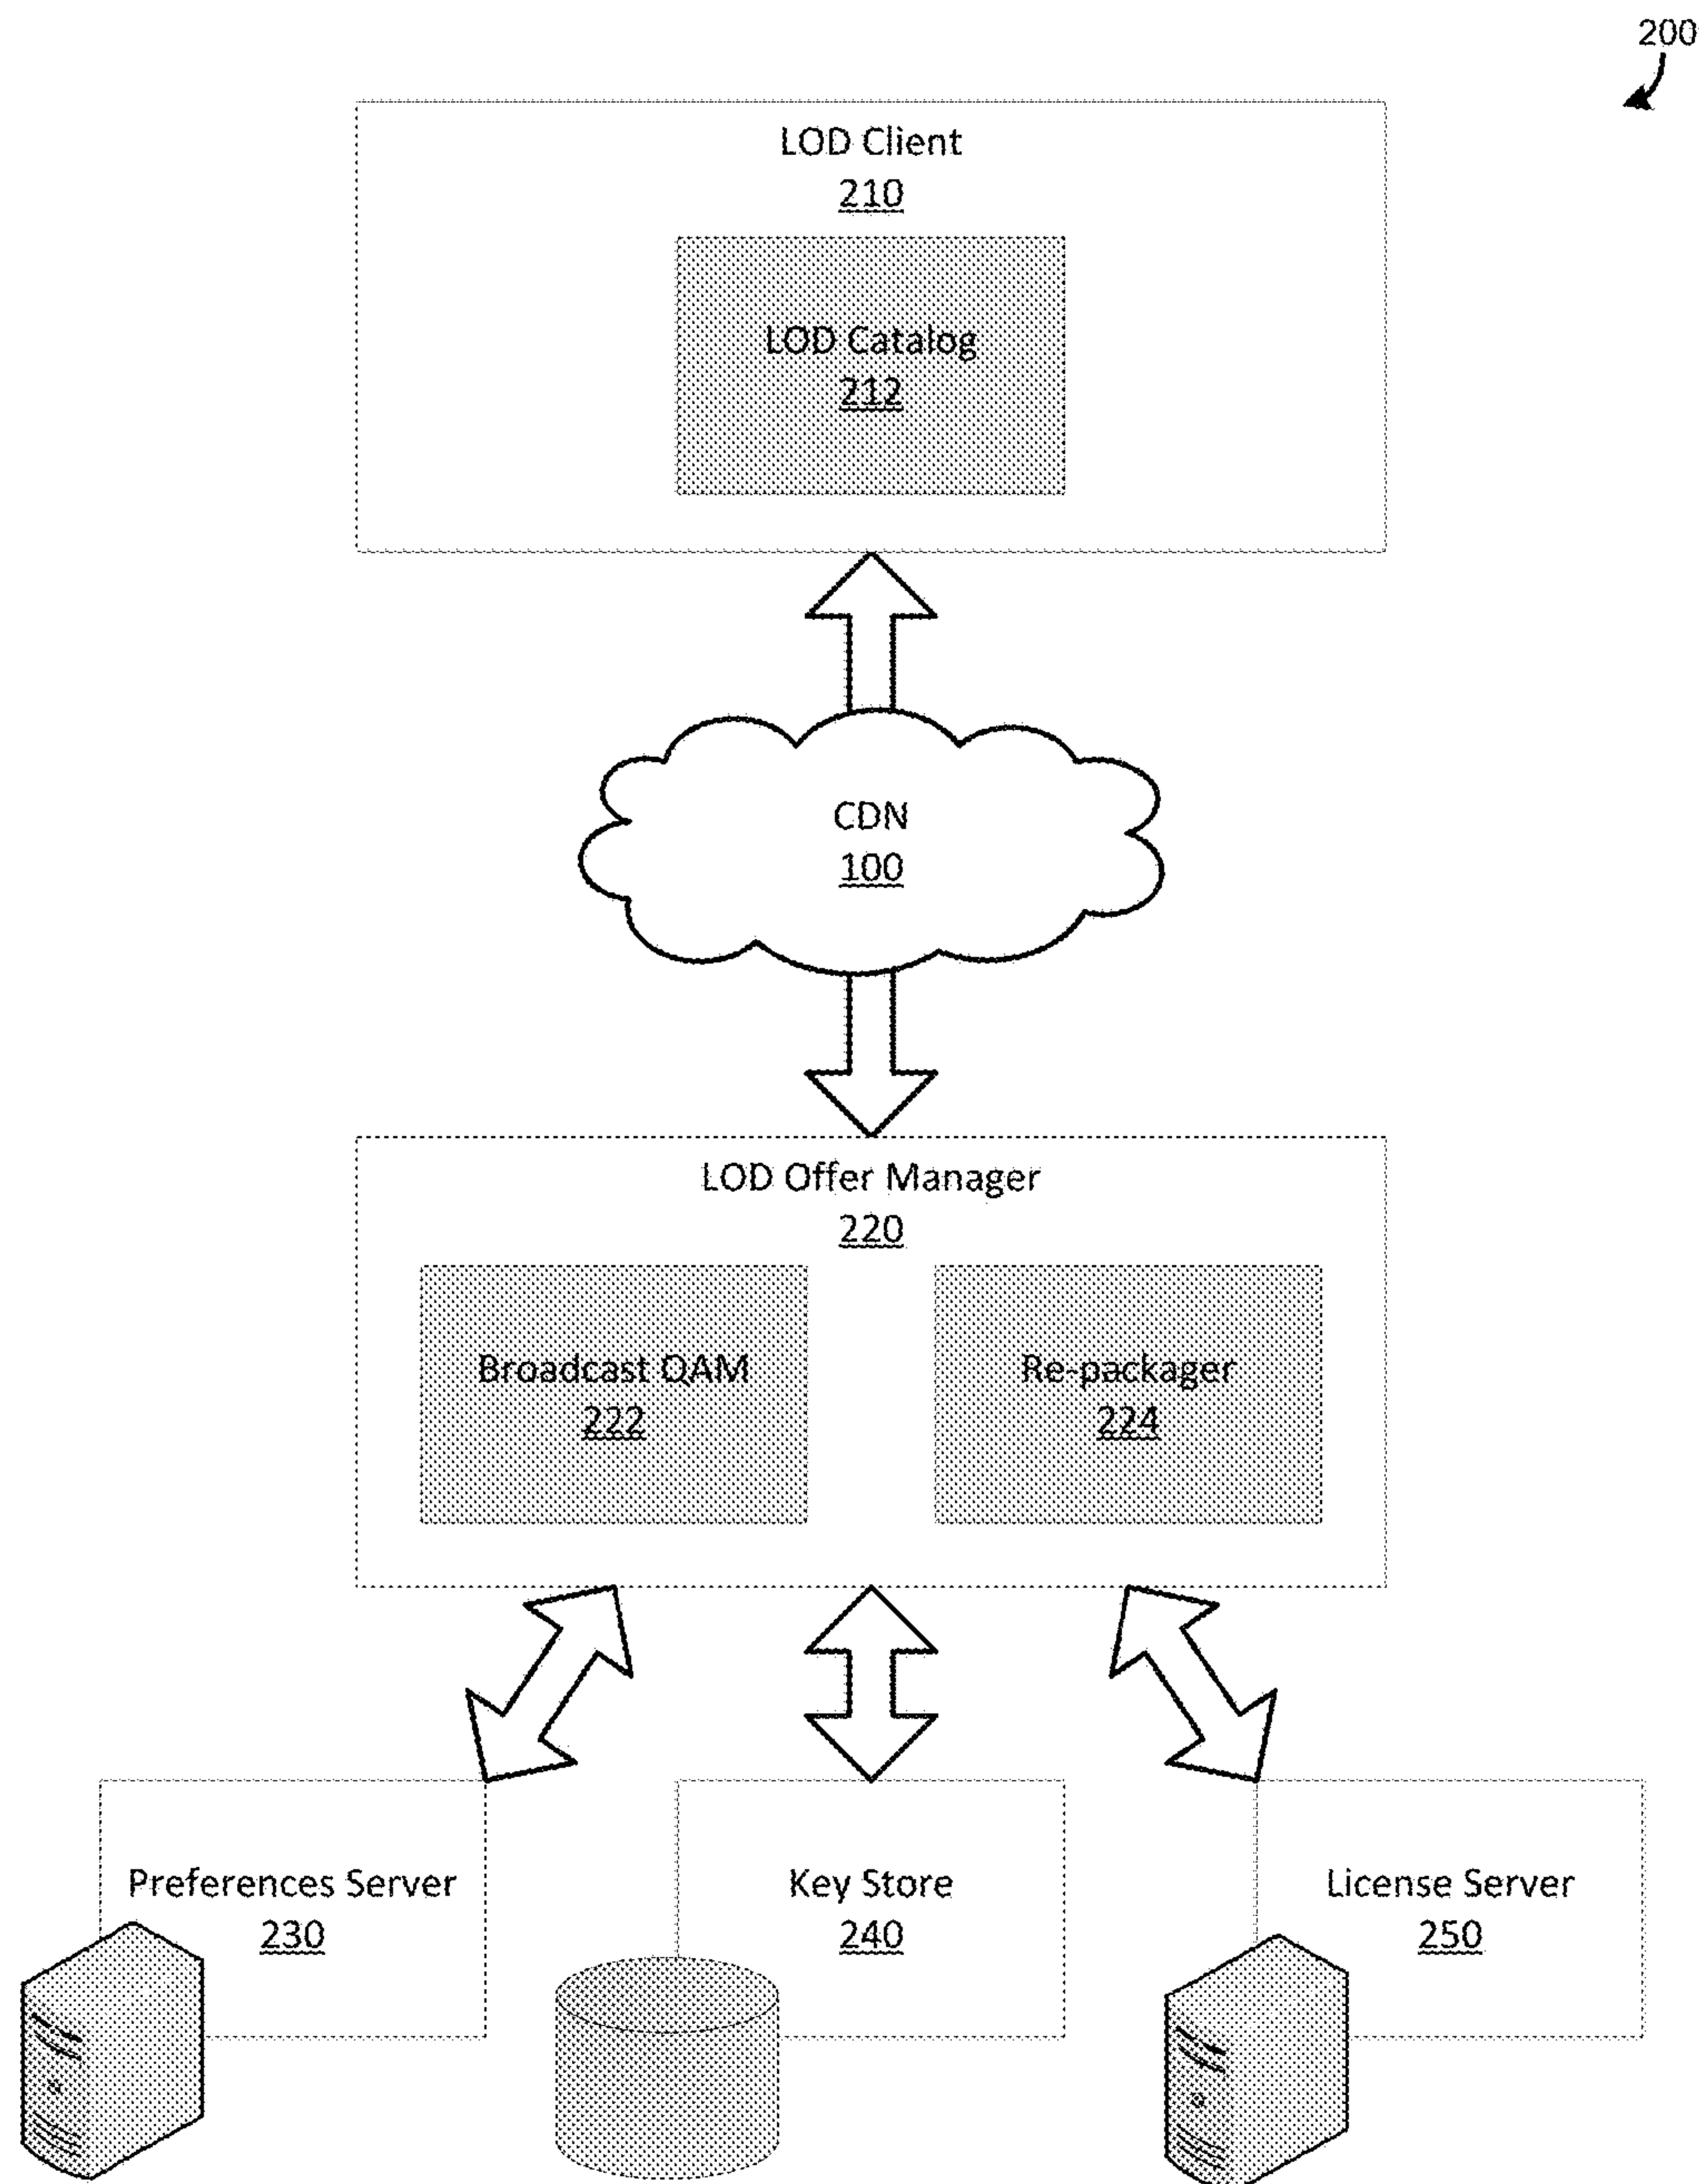 200
LOD Client
210
LOD Catalog
212
CDN
100
LOD Offer Manager
220
Broadcast QAM
222
Re-packager
224
Preferences Server
230
Key Store
240
License Server
250